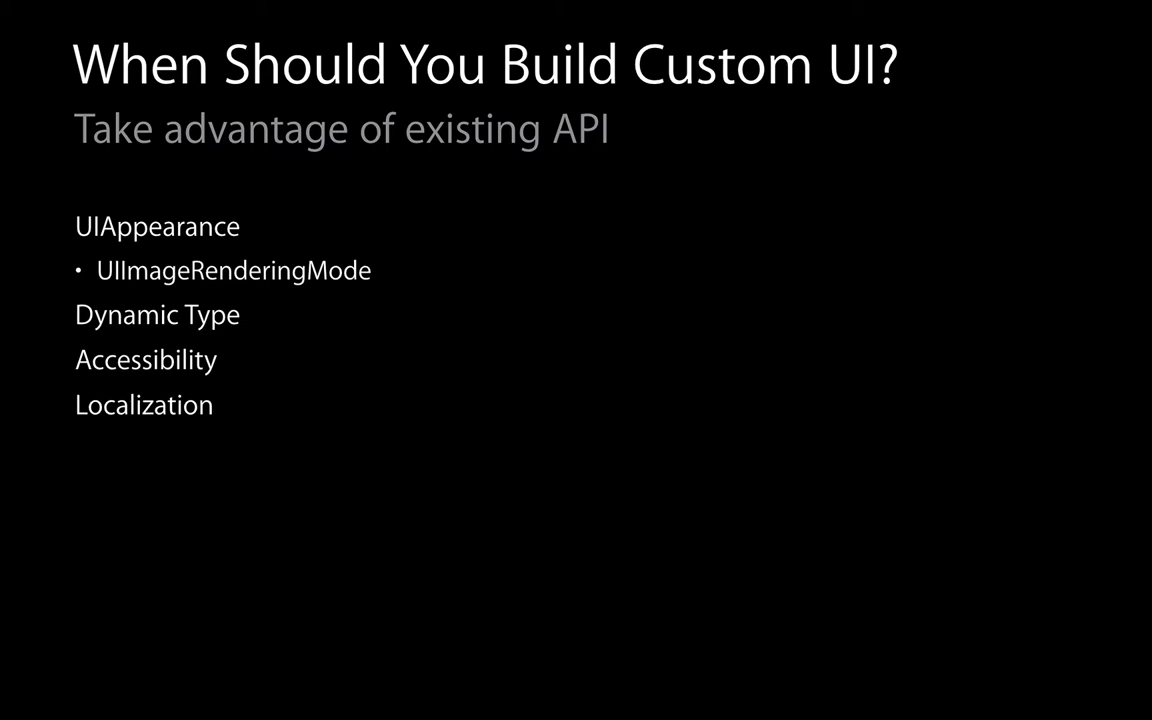 When Should You Build Custom UI?
Take advantage of existing API
UIAppearance
• UIImageRenderingMode
Dynamic Type
Accessibility
Localization